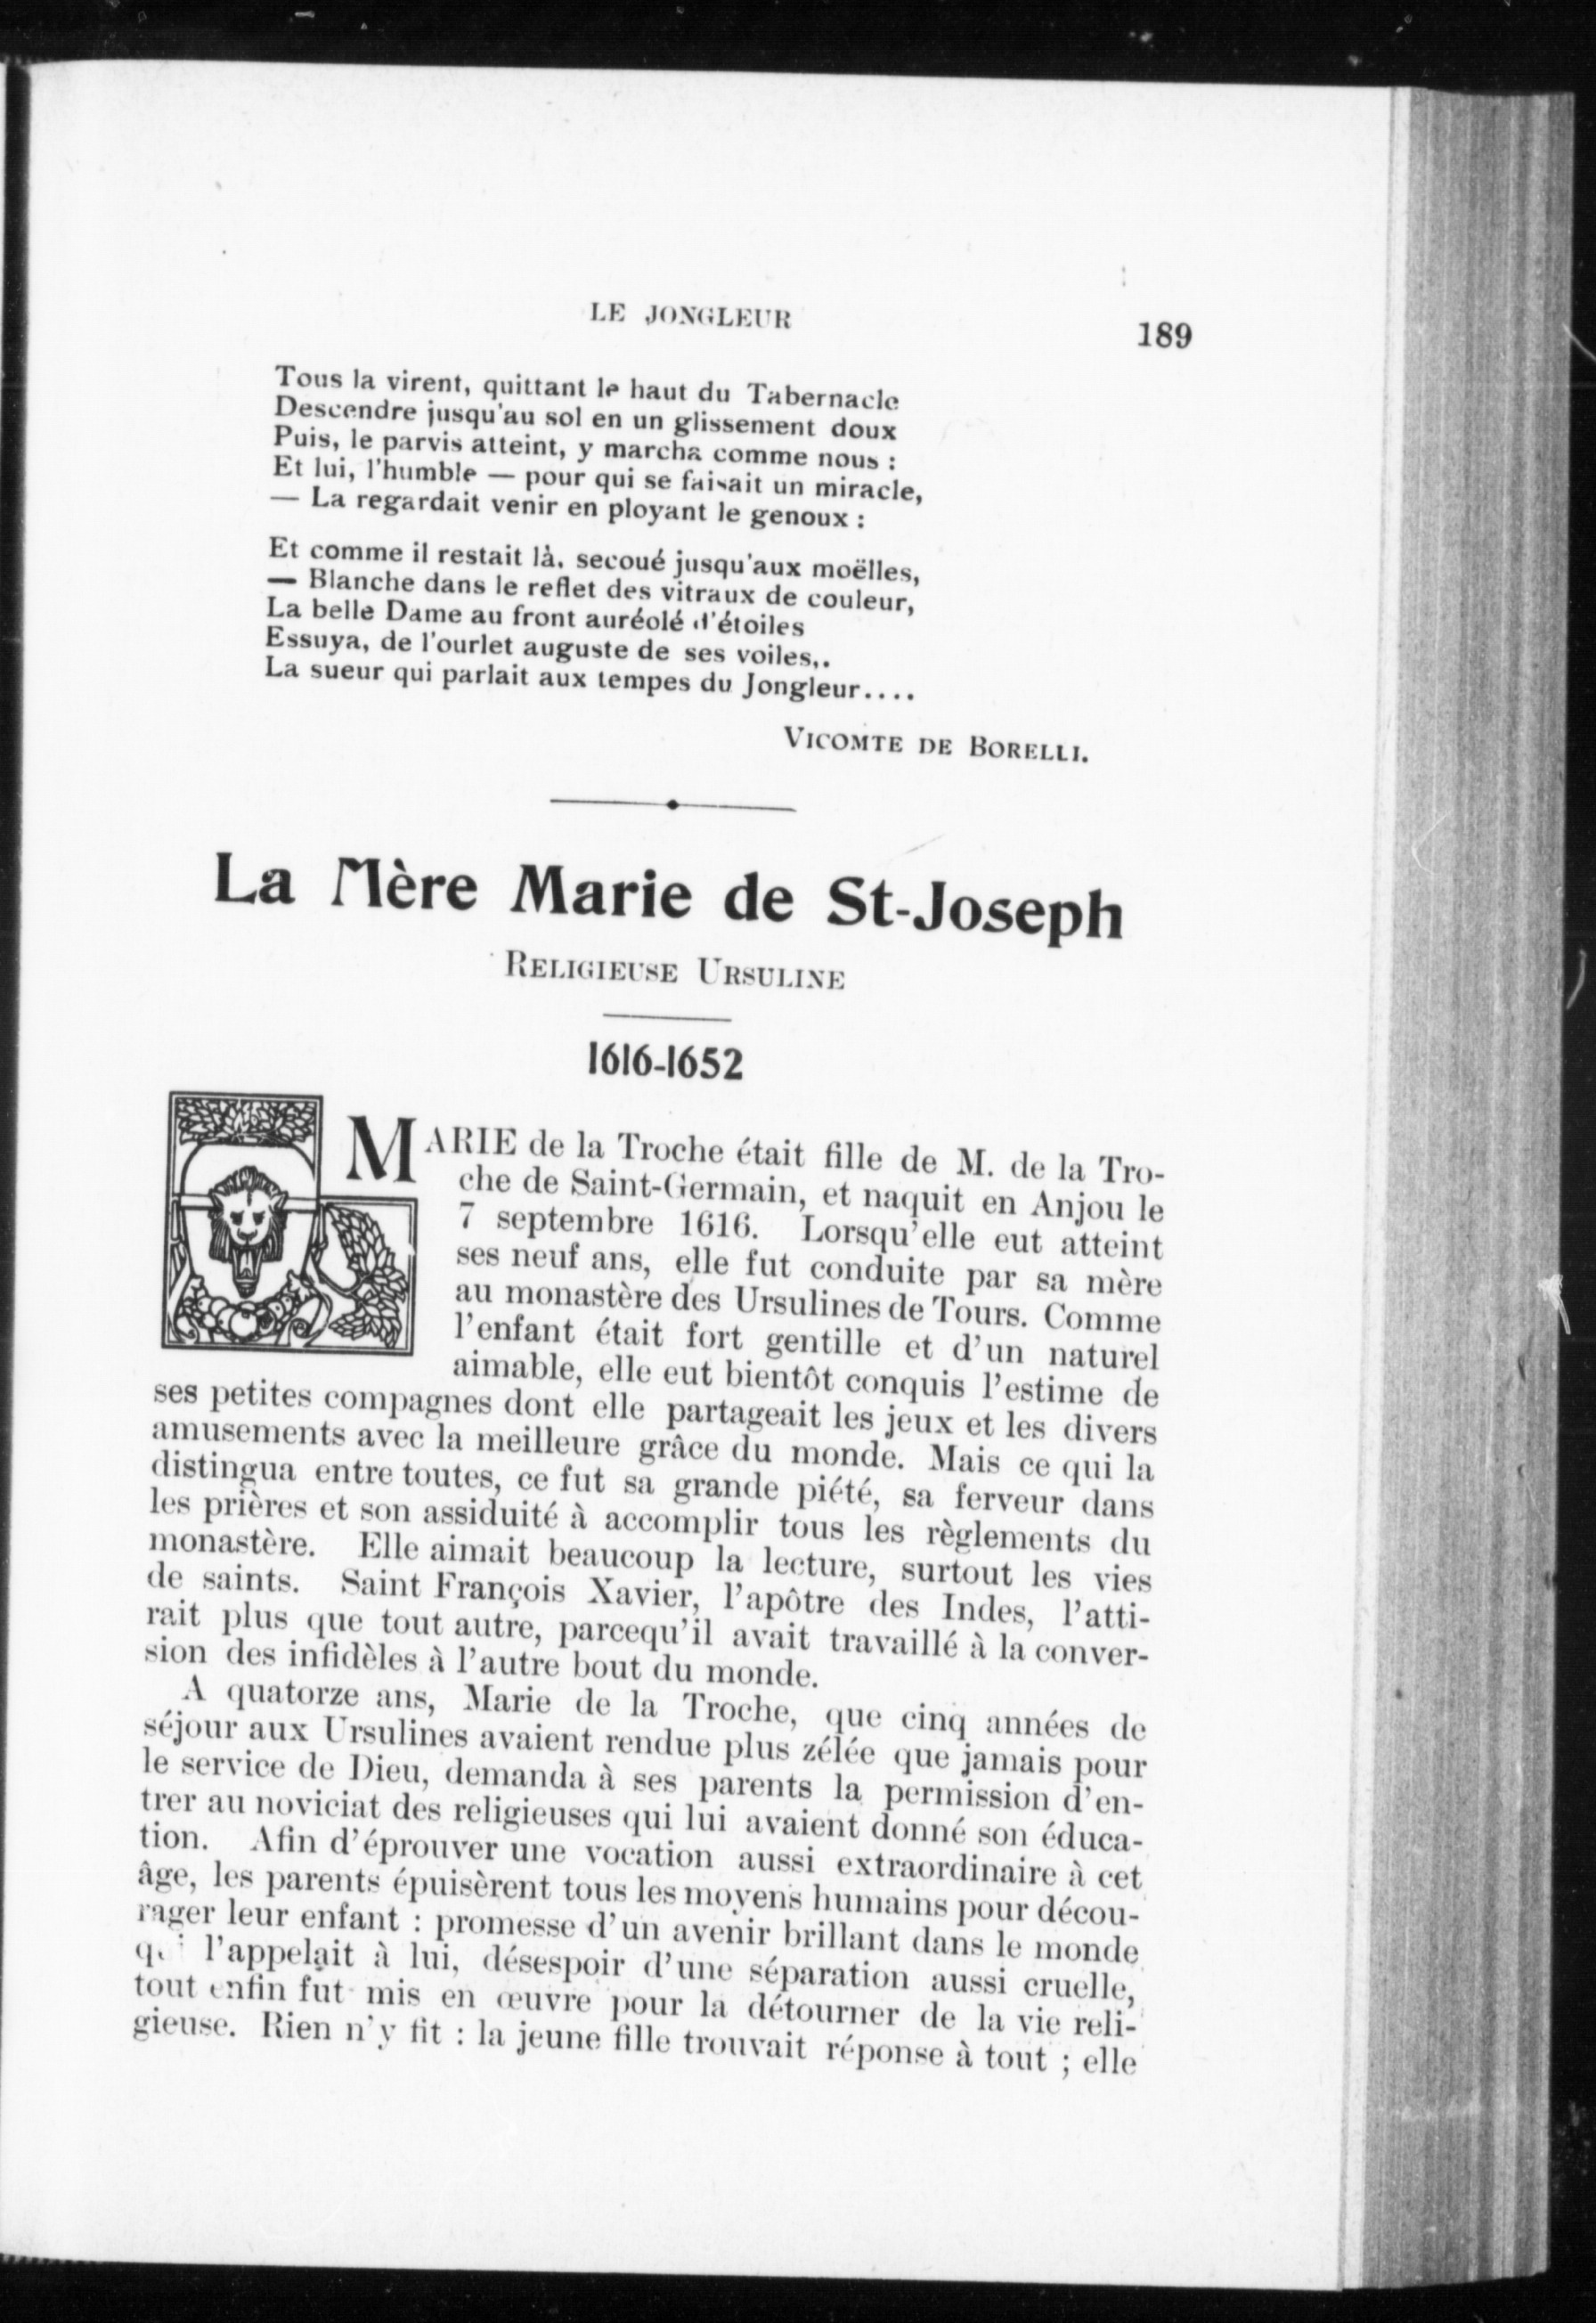 LE JONGLEUR
189
Tous la virent, quittant le haut du Tabernacle
Descendre jusqu'au sol en un glissement doux
Puis, le parvis atteint, y marcha comme nous :
Et lui, l'humble — pour qui se faisait un miracle,
— La regardait venir en ployant le genoux :
Et comme il restait là, secoué jusqu'aux moëlles,
— Blanche dans le reflet des vitraux de couleur,
La belle Dame au front auréolé d'étoiles
Essuya, de l'ourlet auguste de ses voiles,.
La sueur qui parlait aux tempes du Jongleur....
VICOMTE DE BORELLI.
La Mère Marie de St-Joseph
RELIGIEUSE URSULINE
1616-1652
MARIE de la Troche était fille de M. de la Tro-
che de Saint-Germain, et naquit en Anjou le
7 septembre 1616. Lorsqu'elle eut atteint
ses neuf ans, elle fut conduite par sa mère
au monastère des Ursulines de Tours. Comme
l'enfant était fort gentille et d'un naturel
aimable, elle eut bientôt conquis l'estime de
ses petites compagnes dont elle partageait les jeux et les divers
amusements avec la meilleure grâce du monde. Mais ce qui la
distingua entre toutes, ce fut sa grande piété, sa ferveur dans
les prières et son assiduité à accomplir tous les règlements du
monastère. Elle aimait beaucoup la lecture, surtout les vies
de saints. Saint François Xavier, l'apôtre des Indes, l'atti-
rait plus que tout autre, parcequ'il avait travaillé à la conver-
sion des infidèles à l'autre bout du monde.
A quatorze ans, Marie de la Troche, que cinq années de
séjour aux Ursulines avaient rendue plus zélée que jamais pour
le service de Dieu, demanda à ses parents la permission d'en-
trer au noviciat des religieuses qui lui avaient donné son éduca-
tion. Afin d'éprouver une vocation aussi extraordinaire à cet
âge, les parents épuisèrent tous les moyens humains pour décou-
rager leur enfant : promesse d'un avenir brillant dans le monde
qui l'appelait à lui, désespoir d'une séparation aussi cruelle,
tout enfin fut mis en œuvre pour la détourner de la vie reli-
gieuse. Rien n'y fit : la jeune fille trouvait réponse à tout ; elle